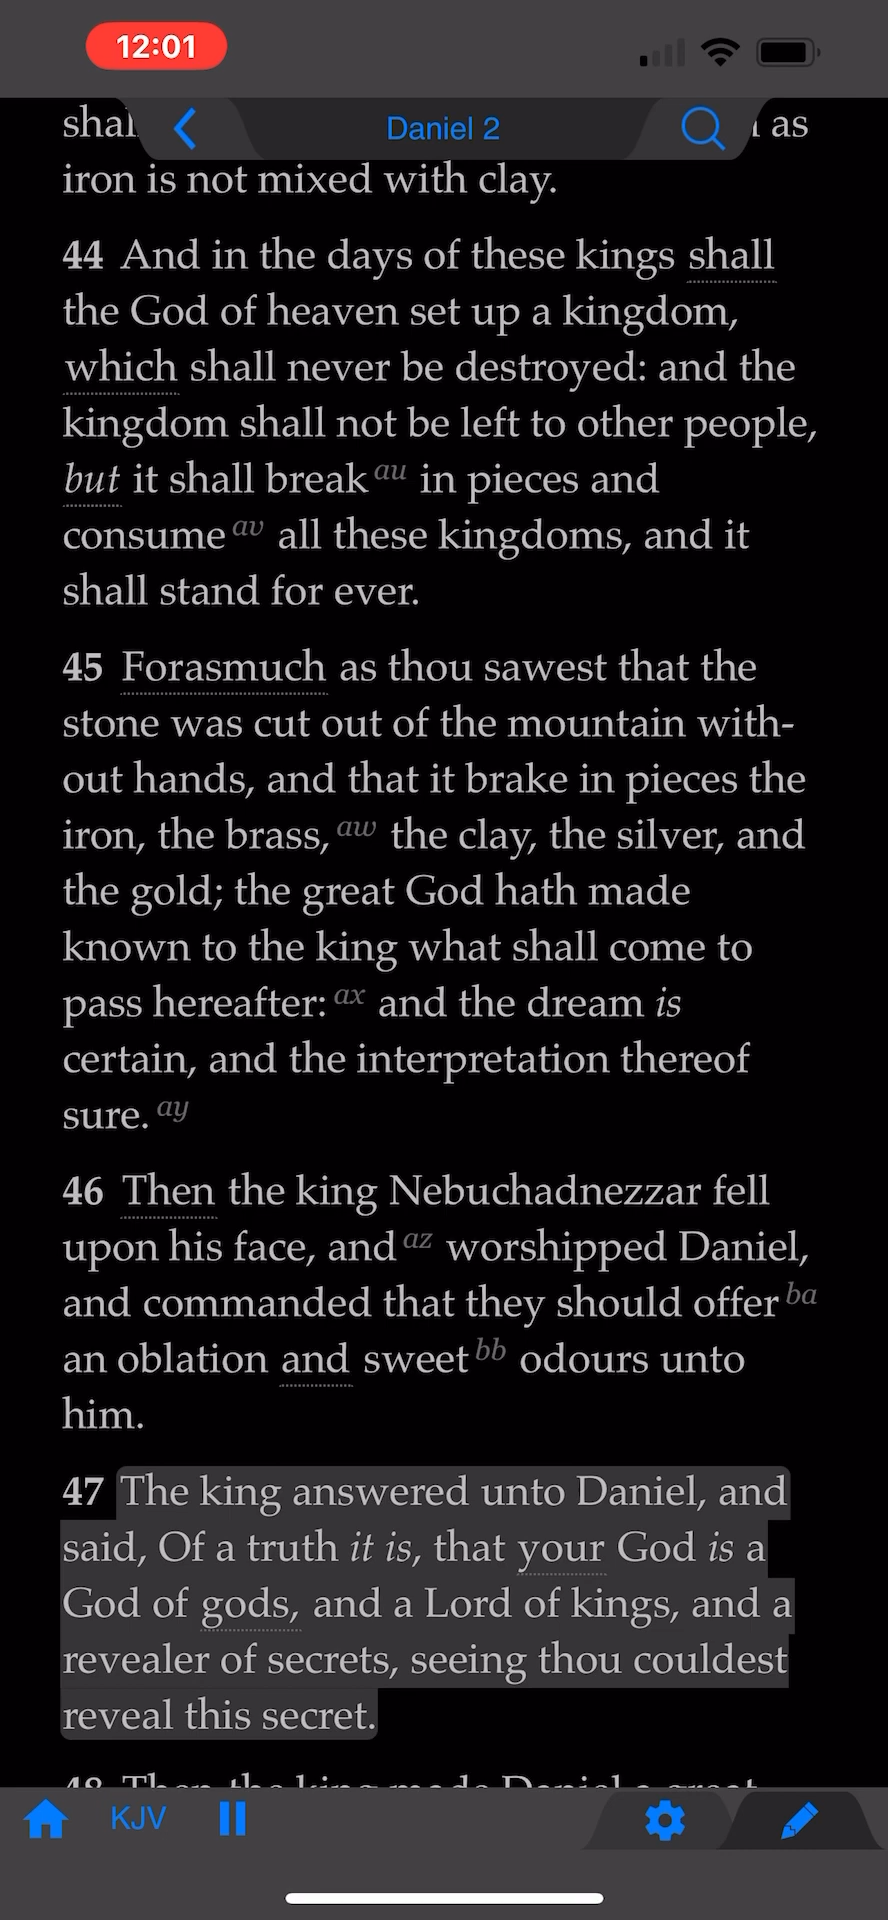 12:01
Daniel 2
as
iron is not mixed with clay.
44 And in the days of these kings shall
the God of heaven set up a kingdom,
which shall never be destroyed: and the
kingdom shall not be left to other people,
but it shall break au in pieces and
consume av all these kingdoms, and it
shall stand for ever.
45 Forasmuch as thou sawest that the
stone was cut out of the mountain with-
out hands, and that it brake in pieces the
iron, the brass, aw the clay, the silver, and
the gold; the great God hath made
known to the king what shall come to
pass hereafter: ax and the dream is
certain, and the interpretation thereof
sure. ay
46 Then the king Nebuchadnezzar fell
upon his face, and az worshipped Daniel,
and commanded that they should offer ba
an oblation and sweet bb odours unto
him.
47 The king answered unto Daniel, and
said, Of a truth it is, that your God is a
God of gods, and a Lord of kings, and a
revealer of secrets, seeing thou couldest
reveal this secret.
48 Then the king made Daniel a great
KJV